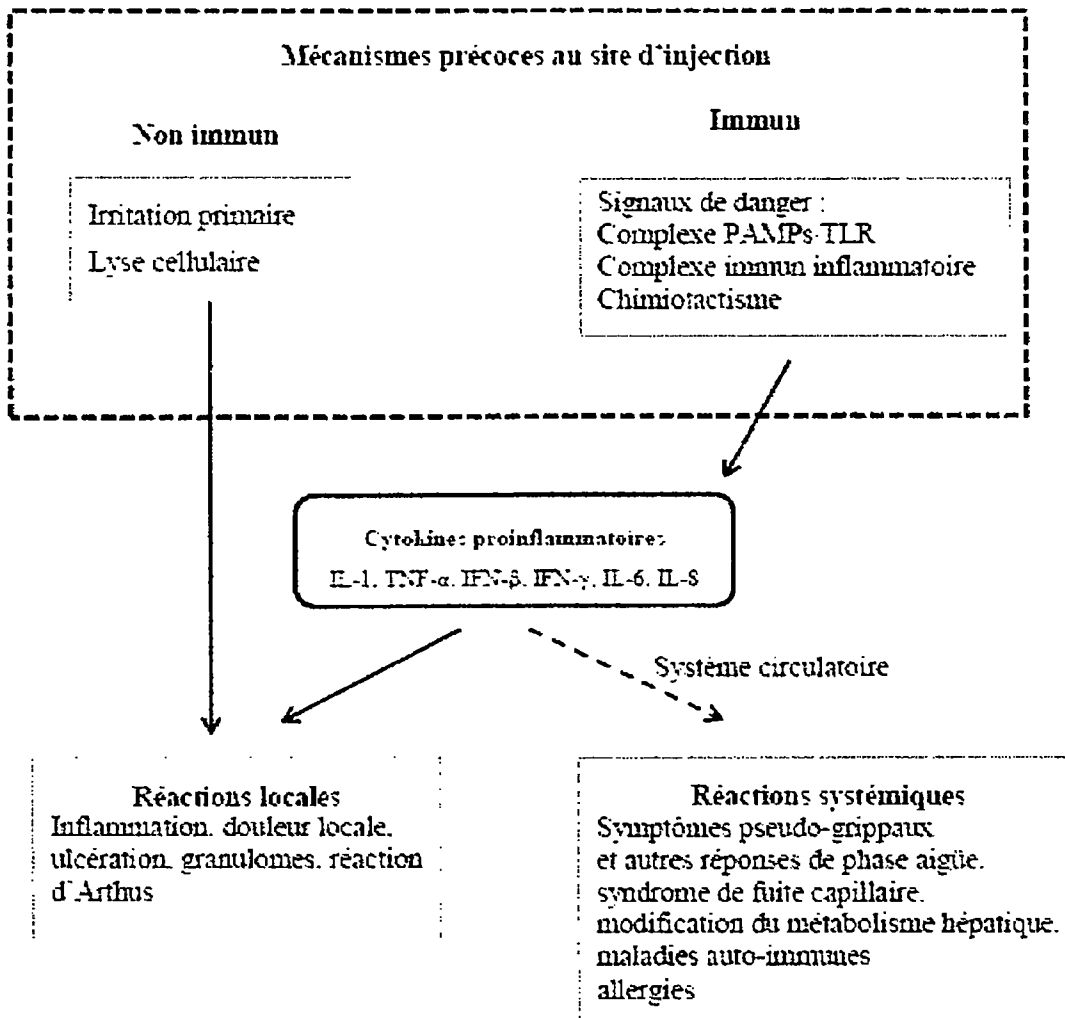 Mécanismes précoces au site d'injection
Non immun
Irritation primaire
Lyse cellulaire
Immun
Signaux de danger :
Complexe PAMPs-TLR
Complexe immun inflammatoire
Chimiotactisme
Cytokines proinflammatoires
IL-1, TNF-α, IFN-β, IFN-γ, IL-6, IL-8
Système circulatoire
Réactions locales
Inflammation, douleur locale,
ulcération, granulomes, réaction
d'Arthus
Réactions systémiques
Symptômes pseudo-grippaux
et autres réponses de phase aigüe,
syndrome de fuite capillaire,
modification du métabolisme hépatique,
maladies auto-immunes
allergies